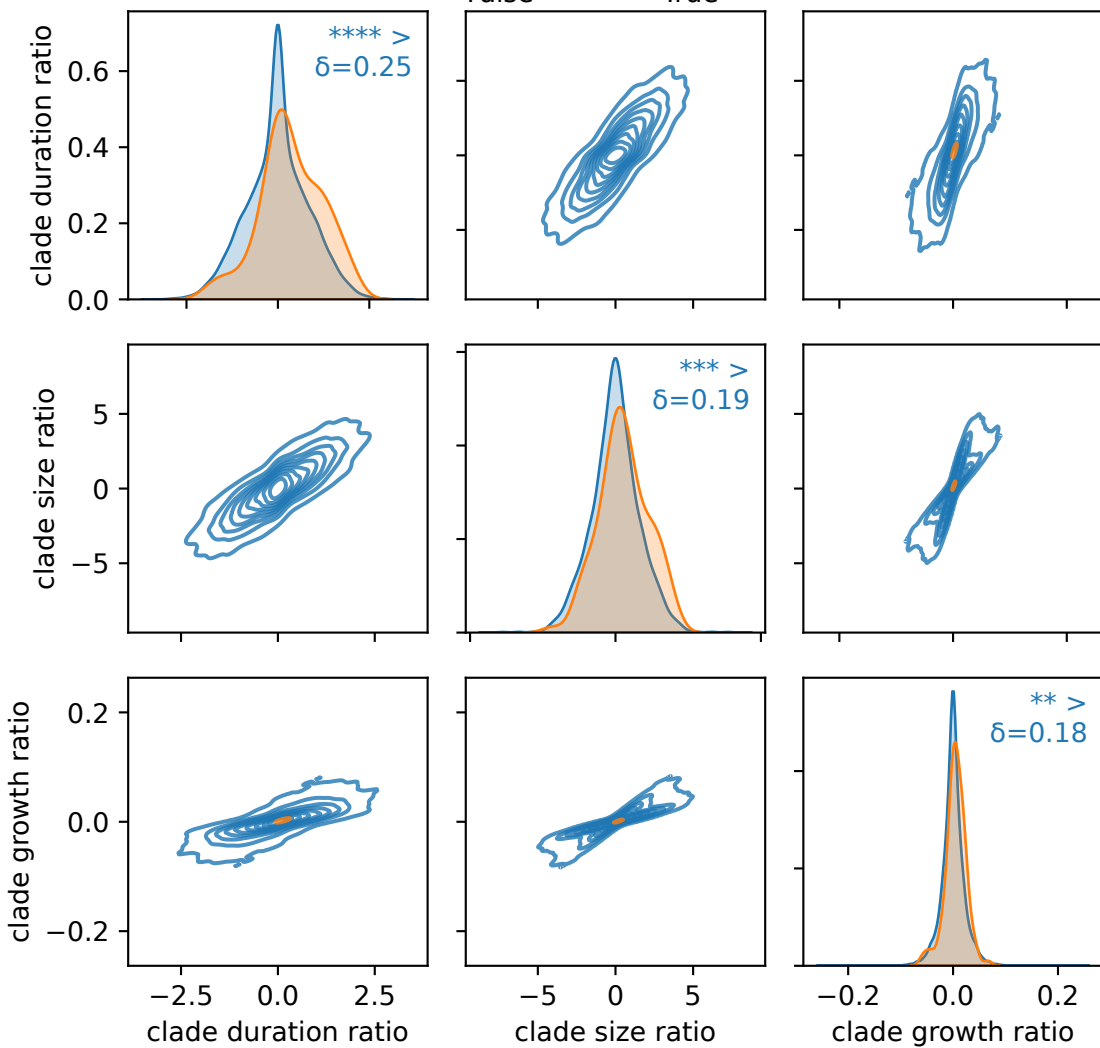 True
clade duration ratio
0.6
0.4
0.2
0.0
**** >
δ=0.25
clade size ratio
5
0
−5
*** >
δ=0.19
clade growth ratio
0.2
0.0
−0.2
** >
δ=0.18
−2.5 0.0 2.5
−5 0 5
−0.2 0.0 0.2
clade duration ratio
clade size ratio
clade growth ratio